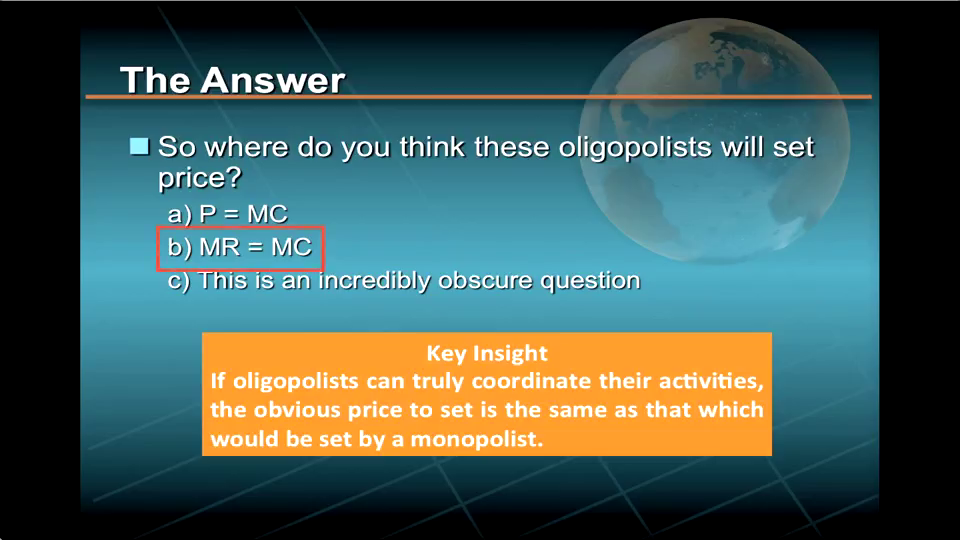 The Answer
So where do you think these oligopolists will set
price?
a) P = MC
b) MR = MC
c) This is an incredibly obscure question
Key Insight
If oligopolists can truly coordinate their activities,
the obvious price to set is the same as that which
would be set by a monopolist.